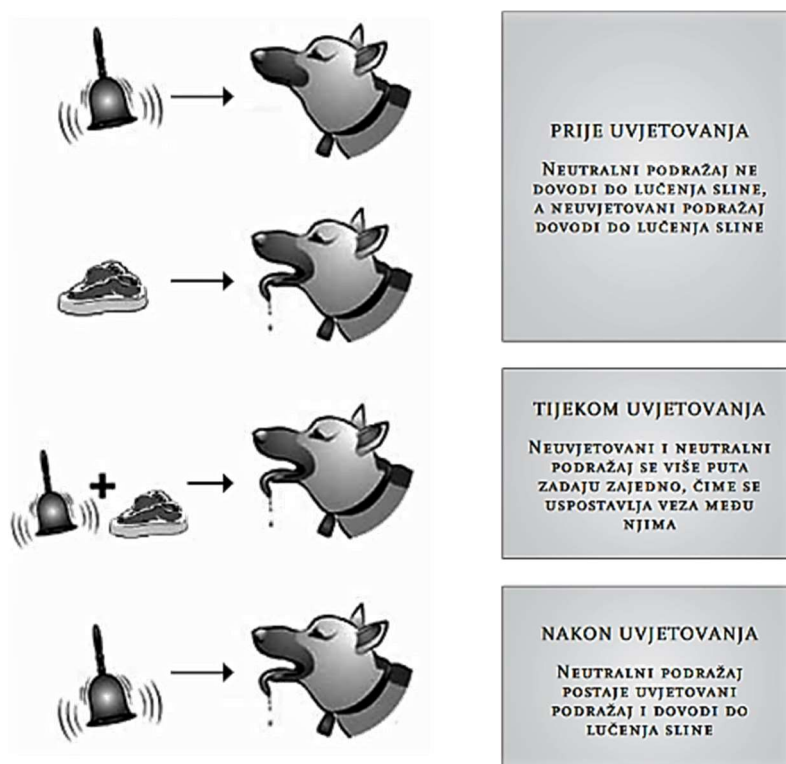 PRIJE UVJETOVANJA
NEUTRALNI PODRAŽAJ NE
DOVODI DO LUČENJA SLINE,
A NEUVJETOVANI PODRAŽAJ
DOVODI DO LUČENJA SLINE
TIJEKOM UVJETOVANJA
NEUVJETOVANI I NEUTRALNI
PODRAŽAJ SE VIŠE PUTA
ZADAJU ZAJEDNO, ČIME SE
USPOSTAVLJA VEZA MEĐU
NJIMA
NAKON UVJETOVANJA
NEUTRALNI PODRAŽAJ
POSTAJE UVJETOVANI
PODRAŽAJ I DOVODI DO
LUČENJA SLINE